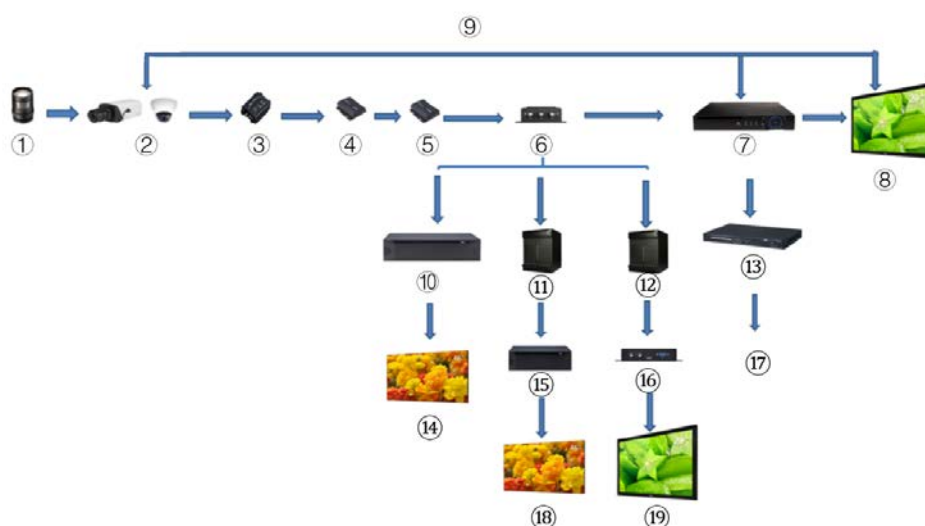 ⑨
① ② ③ ④ ⑤ ⑥ ⑦ ⑧
⑩ ⑪ ⑫ ⑬
⑭ ⑮ ⑯ ⑰
⑱ ⑲